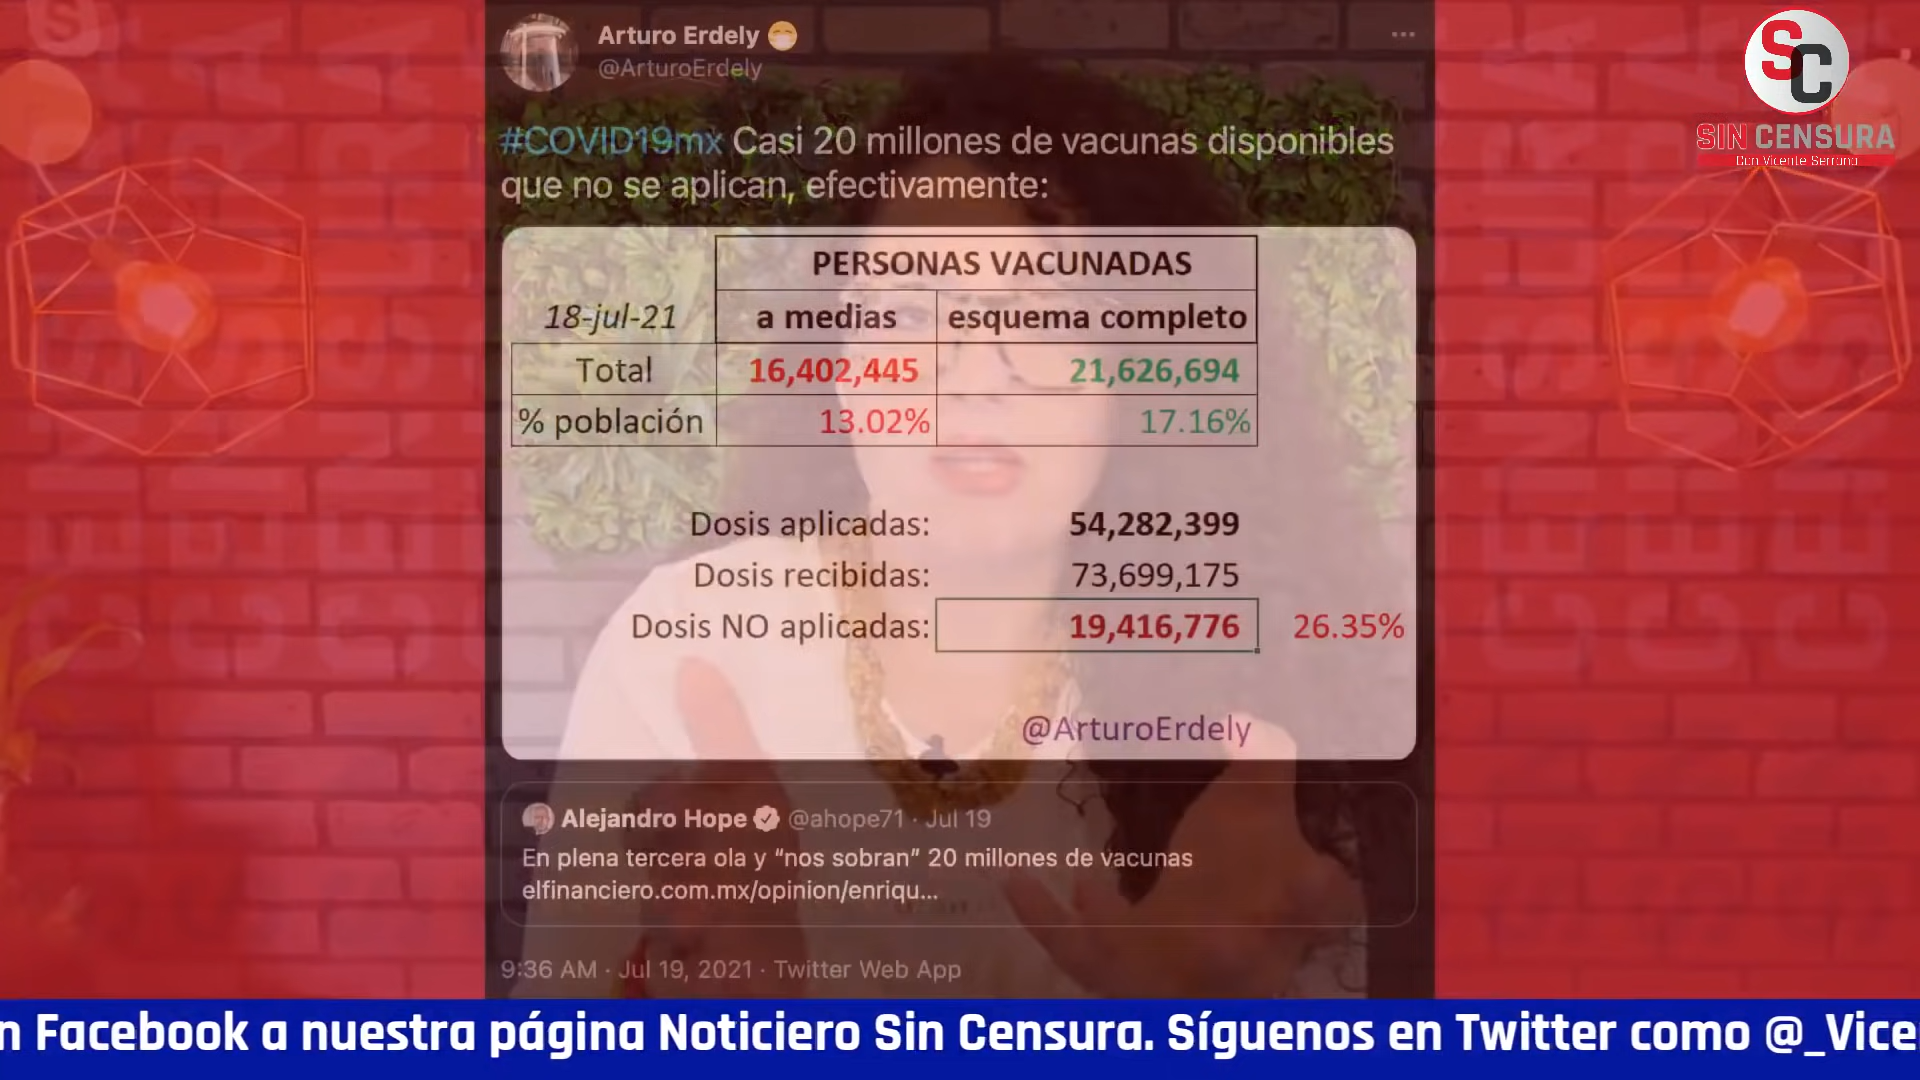 Arturo Erdely
@ArturoErdely
#COVID19mx Casi 20 millones de vacunas disponibles
que no se aplican, efectivamente:
PERSONAS VACUNADAS
18-jul-21 a medias esquema completo
Total 16,402,445 21,626,694
% población 13.02% 17.16%
Dosis aplicadas: 54,282,399
Dosis recibidas: 73,699,175
Dosis NO aplicadas: 19,416,776 26.35%
@ArturoErdely
Alejandro Hope @ahope71 · Jul 19
En plena tercera ola y “nos sobran” 20 millones de vacunas
elfinanciero.com.mx/opinion/enriqu...
9:36 AM · Jul 19, 2021 · Twitter Web App
SC
SIN CENSURA
Con Vicente Serrano
n Facebook a nuestra página Noticiero Sin Censura. Síguenos en Twitter como @_Vice